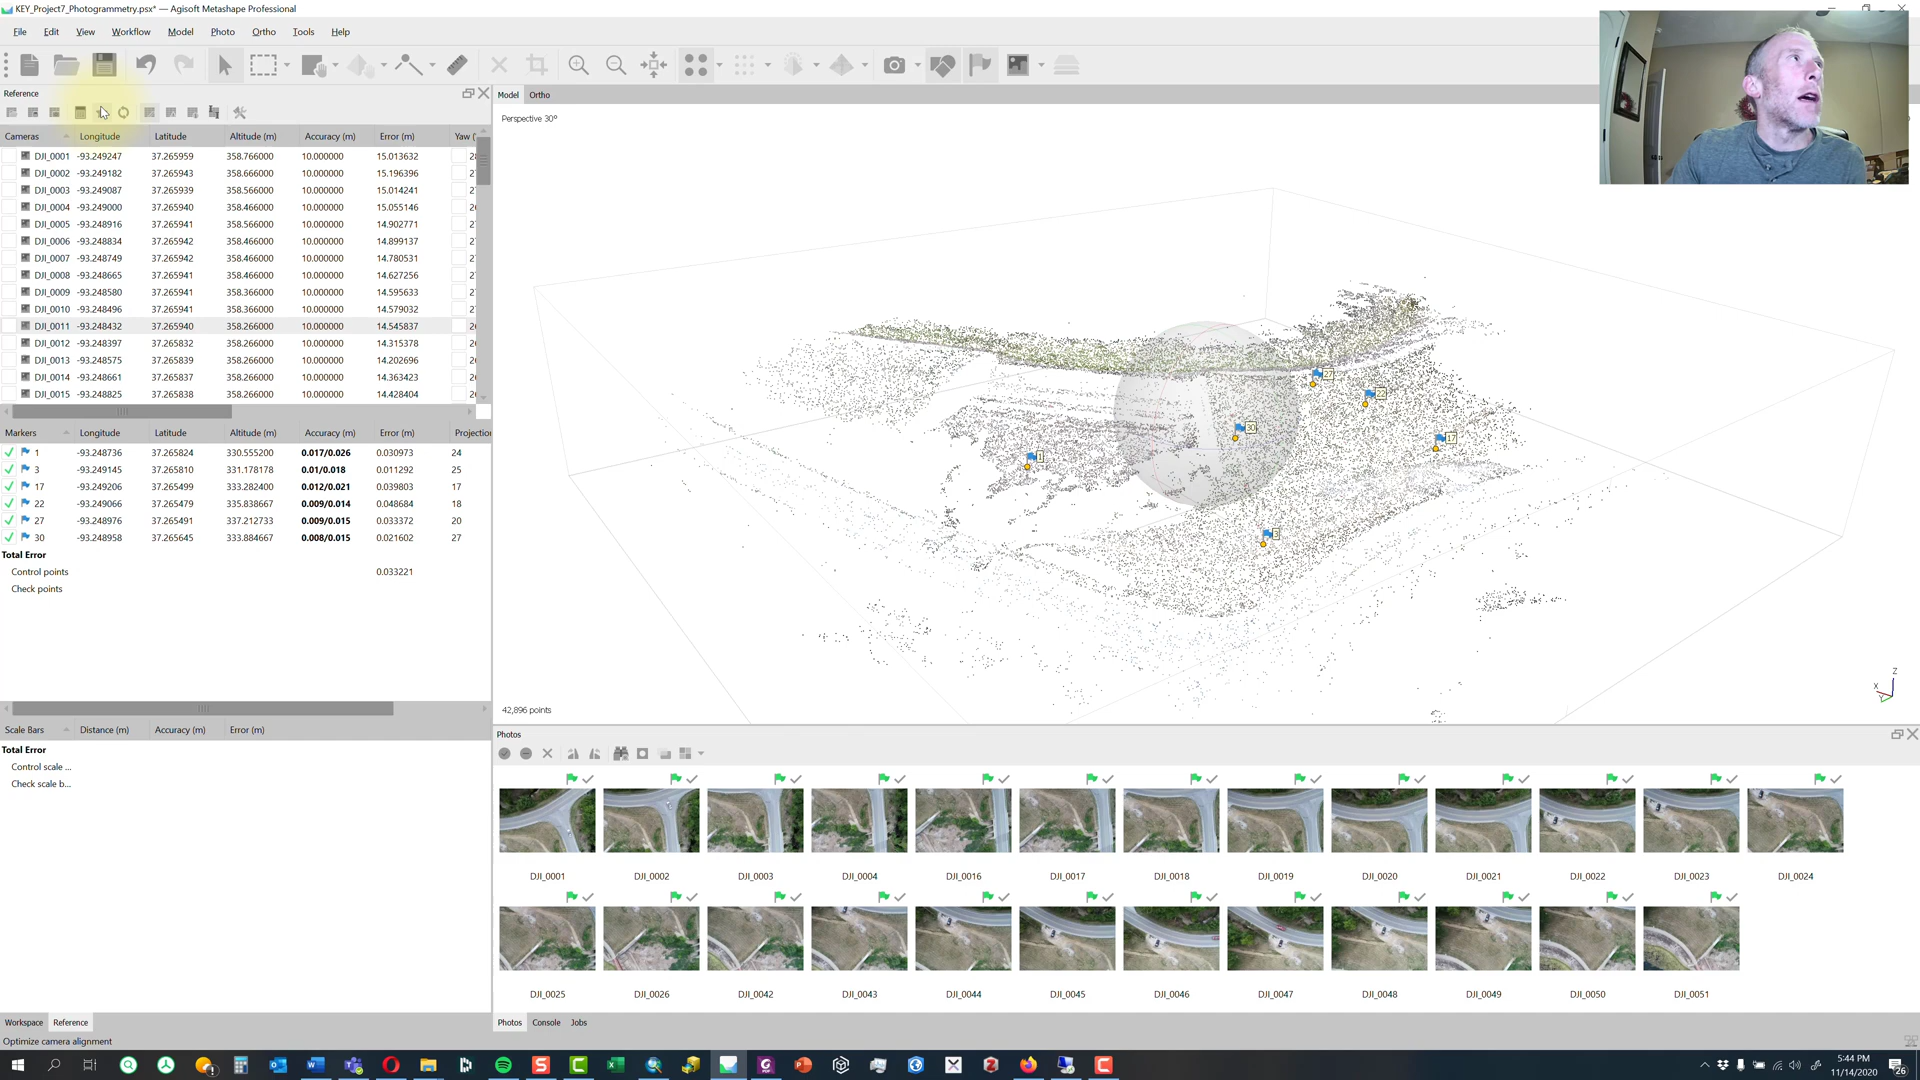 KEY_Project7_Photogrammetry.psx* — Agisoft Metashape Professional
File Edit View Workflow Model Photo Ortho Tools Help
Reference
Model Ortho
Perspective 30°
Cameras Longitude Latitude Altitude (m) Accuracy (m) Error (m) Yaw (
DJI_0001 -93.249247 37.265959 358.766000 10.000000 15.013632
DJI_0002 -93.249182 37.265943 358.666000 10.000000 15.196396
DJI_0003 -93.249087 37.265939 358.566000 10.000000 15.014241
DJI_0004 -93.249000 37.265940 358.466000 10.000000 15.055146
DJI_0005 -93.248916 37.265941 358.566000 10.000000 14.902771
DJI_0006 -93.248834 37.265942 358.466000 10.000000 14.899137
DJI_0007 -93.248749 37.265942 358.466000 10.000000 14.780531
DJI_0008 -93.248665 37.265941 358.466000 10.000000 14.627256
DJI_0009 -93.248580 37.265941 358.366000 10.000000 14.595633
DJI_0010 -93.248496 37.265941 358.366000 10.000000 14.579032
DJI_0011 -93.248432 37.265940 358.266000 10.000000 14.545837
DJI_0012 -93.248397 37.265832 358.266000 10.000000 14.315378
DJI_0013 -93.248575 37.265839 358.266000 10.000000 14.202696
DJI_0014 -93.248661 37.265837 358.266000 10.000000 14.363423
DJI_0015 -93.248825 37.265838 358.266000 10.000000 14.428404
Markers Longitude Latitude Altitude (m) Accuracy (m) Error (m) Projection
1 -93.248736 37.265824 330.555200 0.017/0.026 0.030973 24
3 -93.249145 37.265810 331.178178 0.01/0.018 0.011292 25
17 -93.249206 37.265499 333.282400 0.012/0.021 0.039803 17
22 -93.249066 37.265479 335.838667 0.009/0.014 0.048684 18
27 -93.248976 37.265491 337.212733 0.009/0.015 0.033372 20
30 -93.248958 37.265645 333.884667 0.008/0.015 0.021602 27
Total Error
Control points 0.033221
Check points
27
30
17
1
3
42,896 points
Z
X
Y
Scale Bars Distance (m) Accuracy (m) Error (m)
Total Error
Control scale ...
Check scale b...
Photos
DJI_0001 DJI_0002 DJI_0003 DJI_0004 DJI_0016 DJI_0017 DJI_0018 DJI_0019 DJI_0020 DJI_0021 DJI_0022 DJI_0023 DJI_0024
DJI_0025 DJI_0026 DJI_0042 DJI_0043 DJI_0044 DJI_0045 DJI_0046 DJI_0047 DJI_0048 DJI_0049 DJI_0050 DJI_0051
Workspace Reference
Photos Console Jobs
Optimize camera alignment
5:44 PM
11/14/2020
26